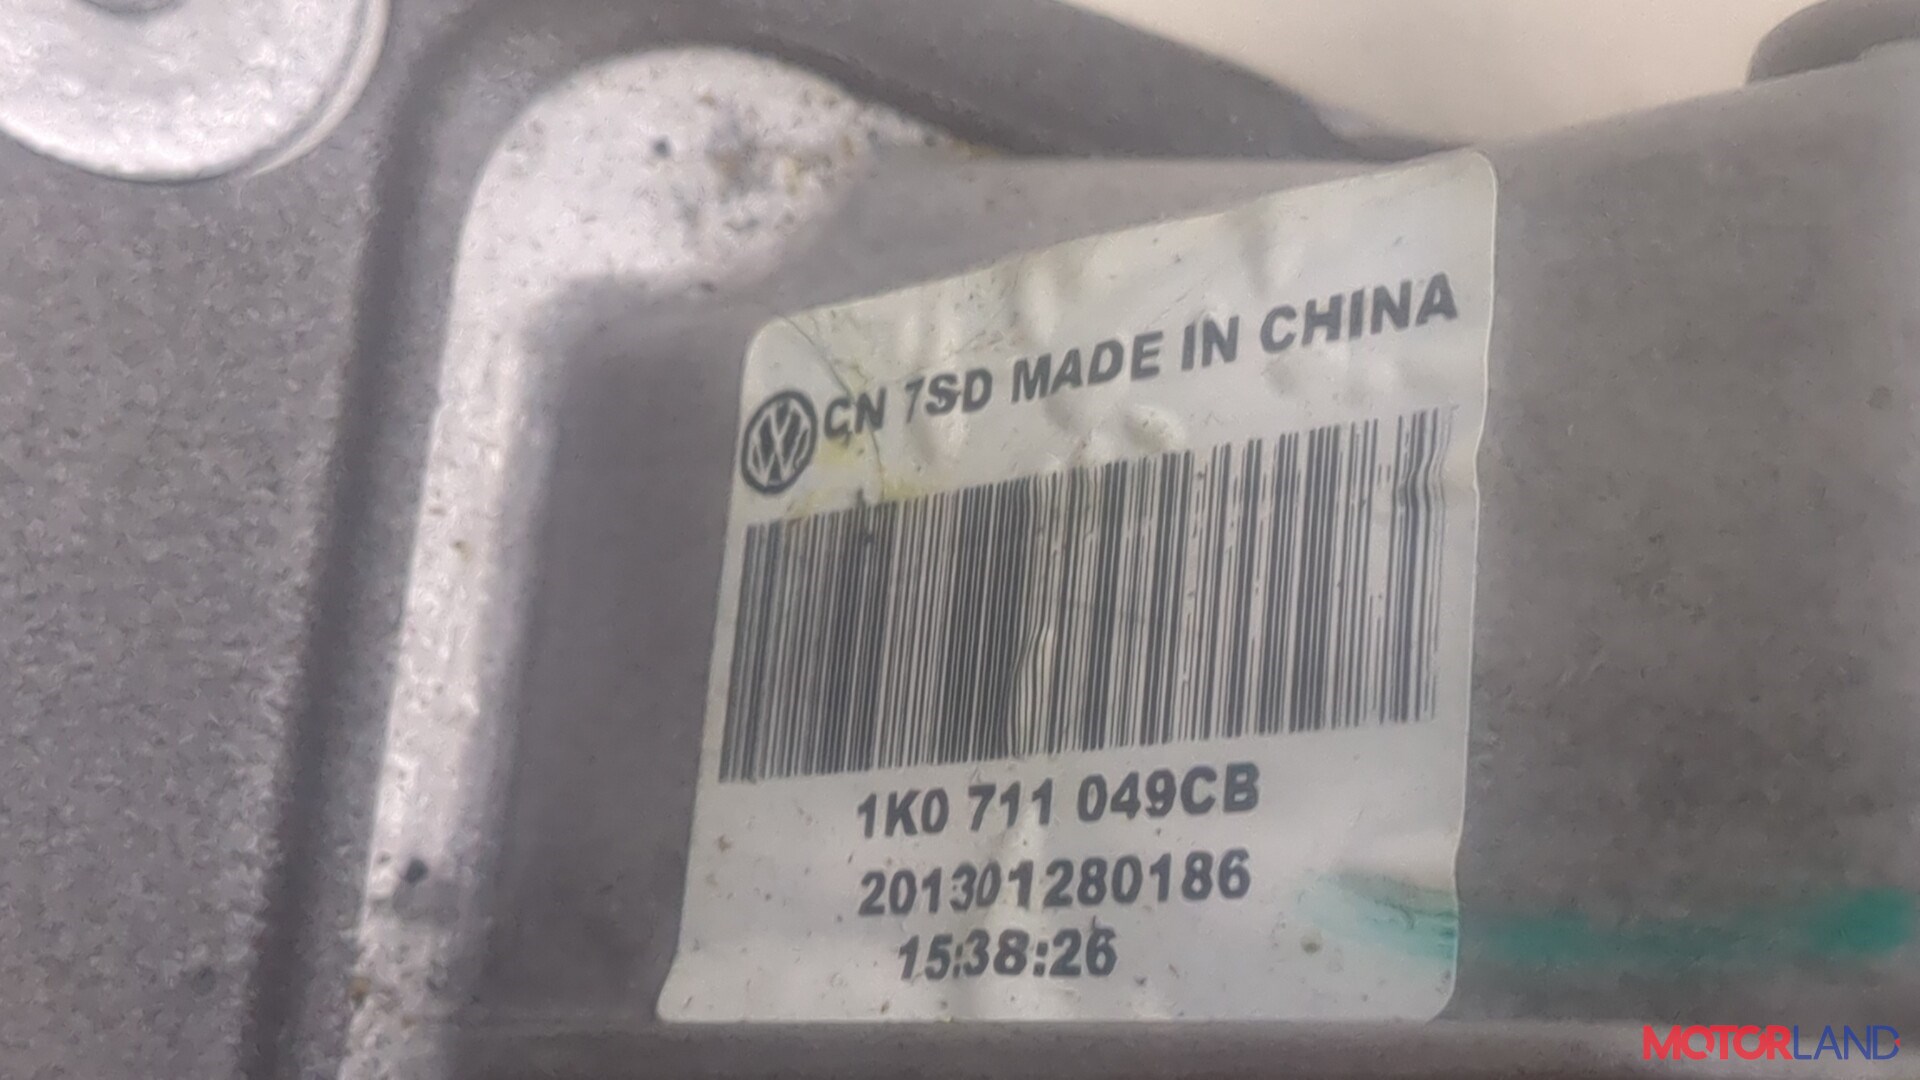 CN 7SD MADE IN CHINA
1K0 711 049CB
201301280186
15:38:26
MOTORLAND